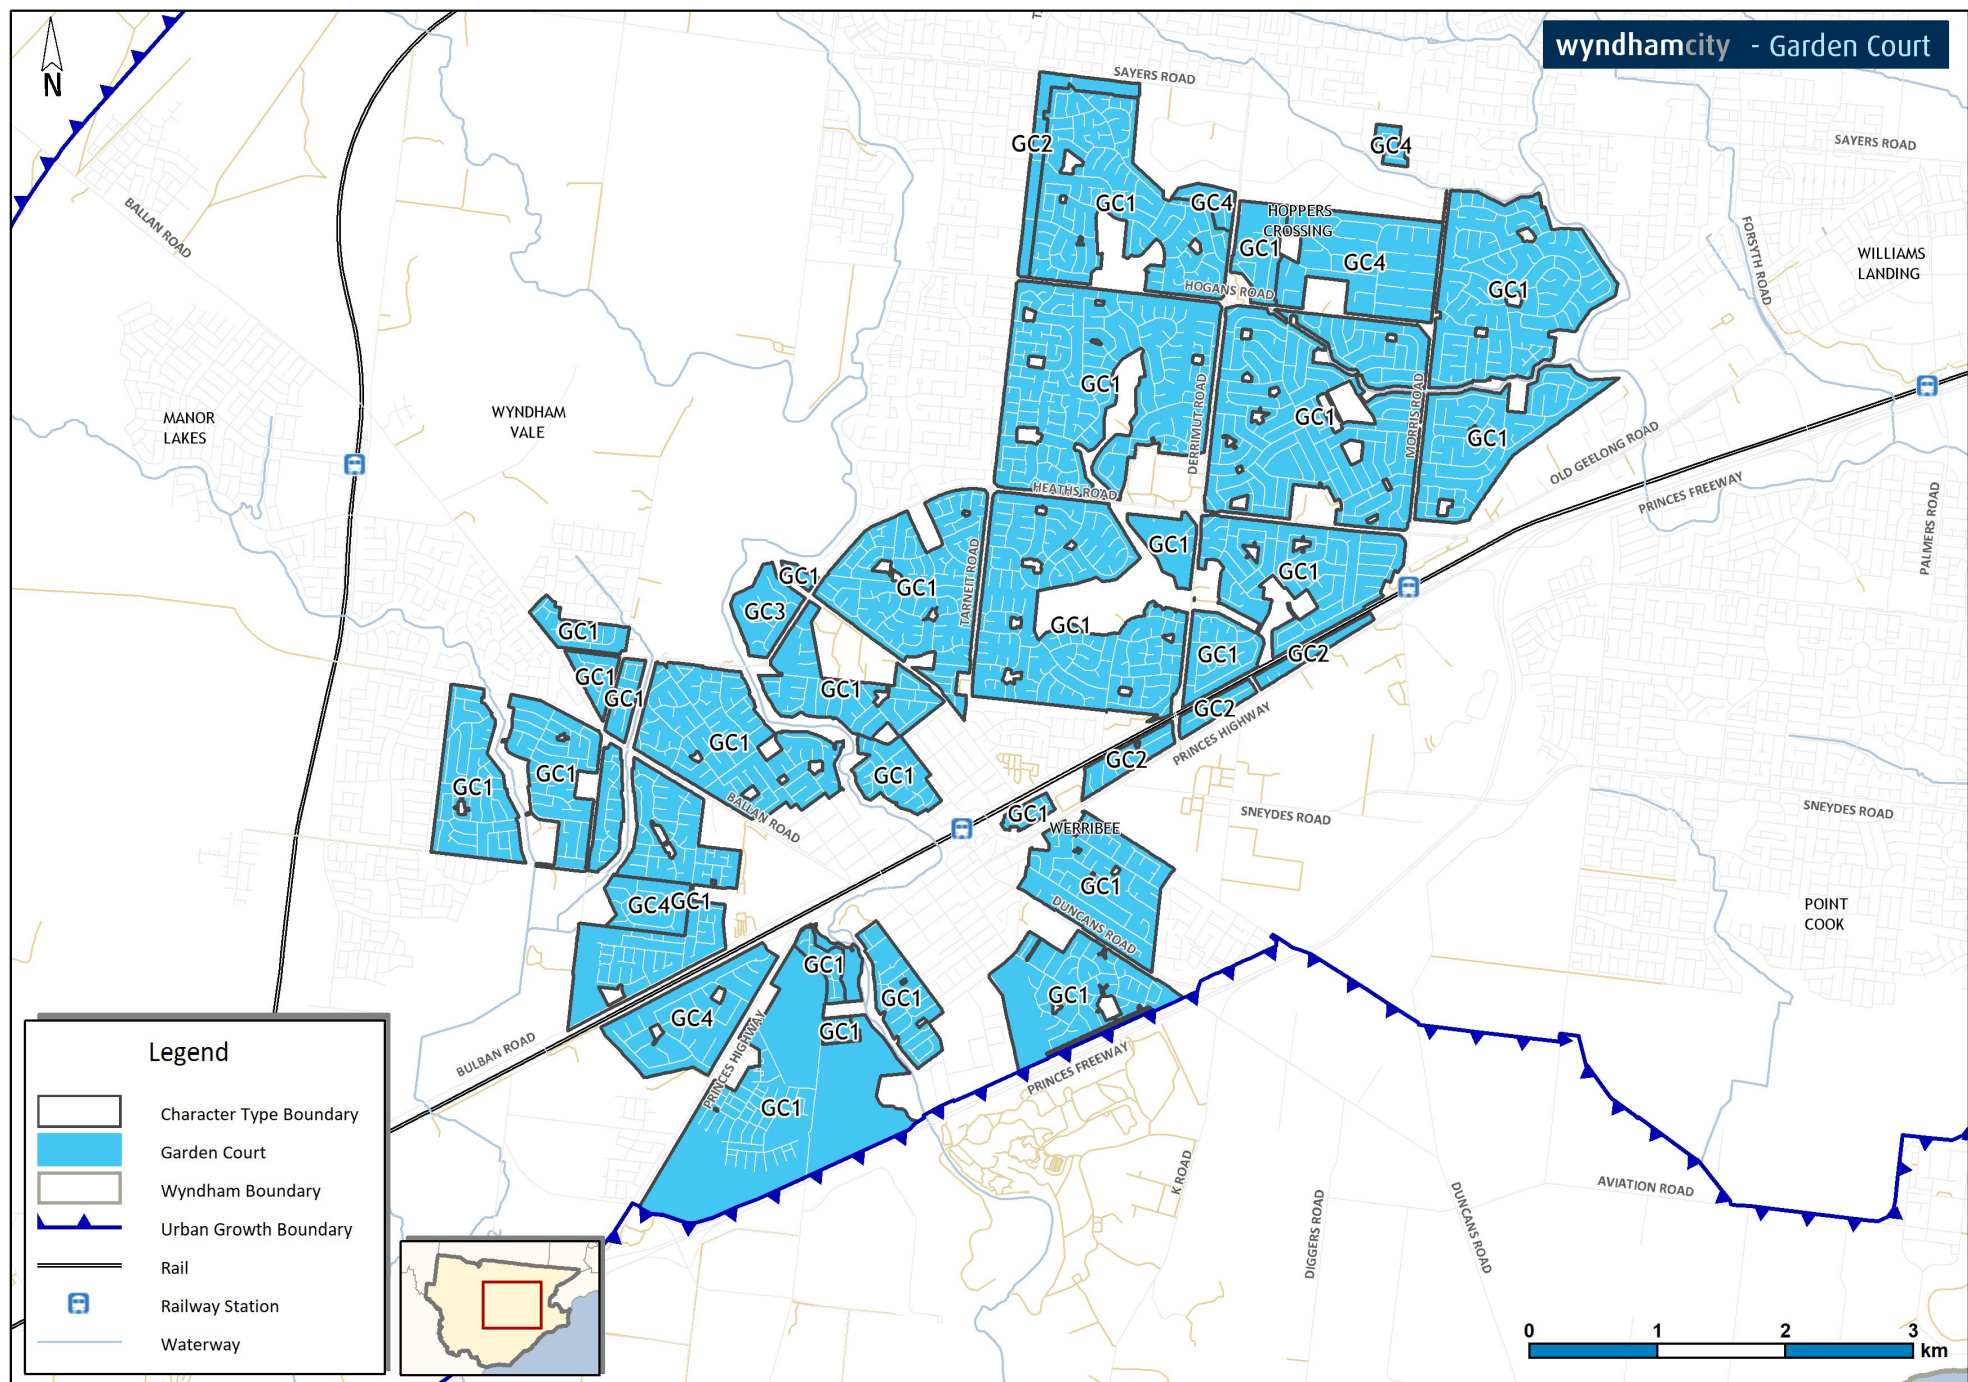 wyndhamcity - Garden Court
N
SAYERS ROAD
SAYERS ROAD
GC4
GC2
GC1
GC4
HOPPERS
CROSSING
GC1
GC4
BALLAN ROAD
FORSYTH ROAD
WILLIAMS
LANDING
HOGANS ROAD
GC1
GC1
DERRIMUT ROAD
GC1
MORRIS ROAD
GC1
MANOR
LAKES
WYNDHAM
VALE
OLD GEELONG ROAD
PRINCES FREEWAY
PALMERS ROAD
HEATHS ROAD
TARNEIT ROAD
GC1
GC1
GC1
GC1
GC3
GC1
GC1
GC1
GC2
GC1
GC1
GC1
GC1
GC2
PRINCES HIGHWAY
GC1
GC2
GC1
GC1
GC1
BALLAN ROAD
GC1
WERRIBEE
SNEYDES ROAD
SNEYDES ROAD
GC1
GC4
GC1
DUNCANS ROAD
POINT
COOK
GC1
GC1
GC1
GC4
GC1
PRINCES HIGHWAY
BULBAN ROAD
PRINCES FREEWAY
GC1
K ROAD
DIGGERS ROAD
DUNCANS ROAD
AVIATION ROAD
Legend
Character Type Boundary
Garden Court
Wyndham Boundary
Urban Growth Boundary
Rail
Railway Station
Waterway
0 1 2 3
km